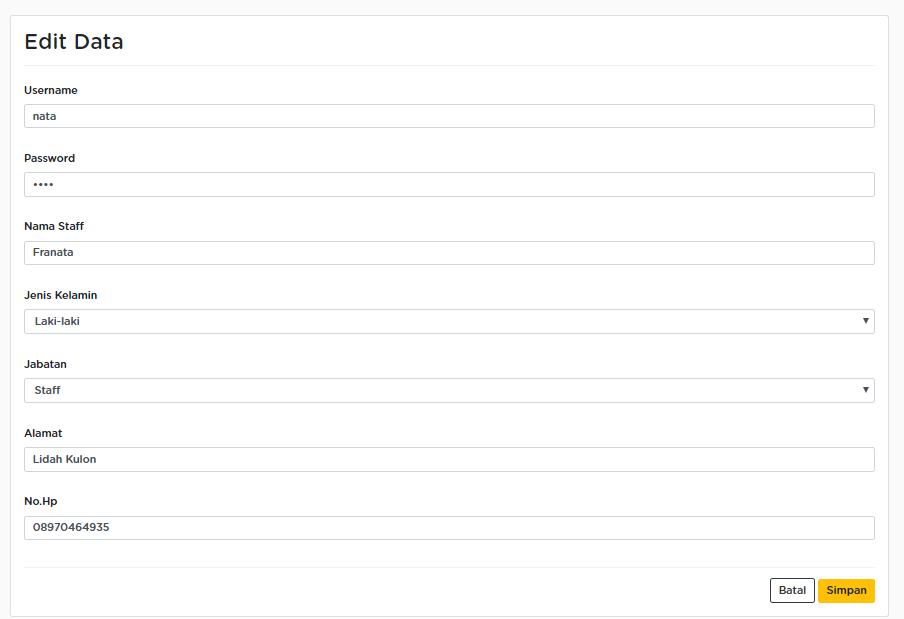 Edit Data
Username
nata
Password
••••
Nama Staff
Franata
Jenis Kelamin
Laki-laki
Jabatan
Staff
Alamat
Lidah Kulon
No.Hp
08970464935
Batal Simpan